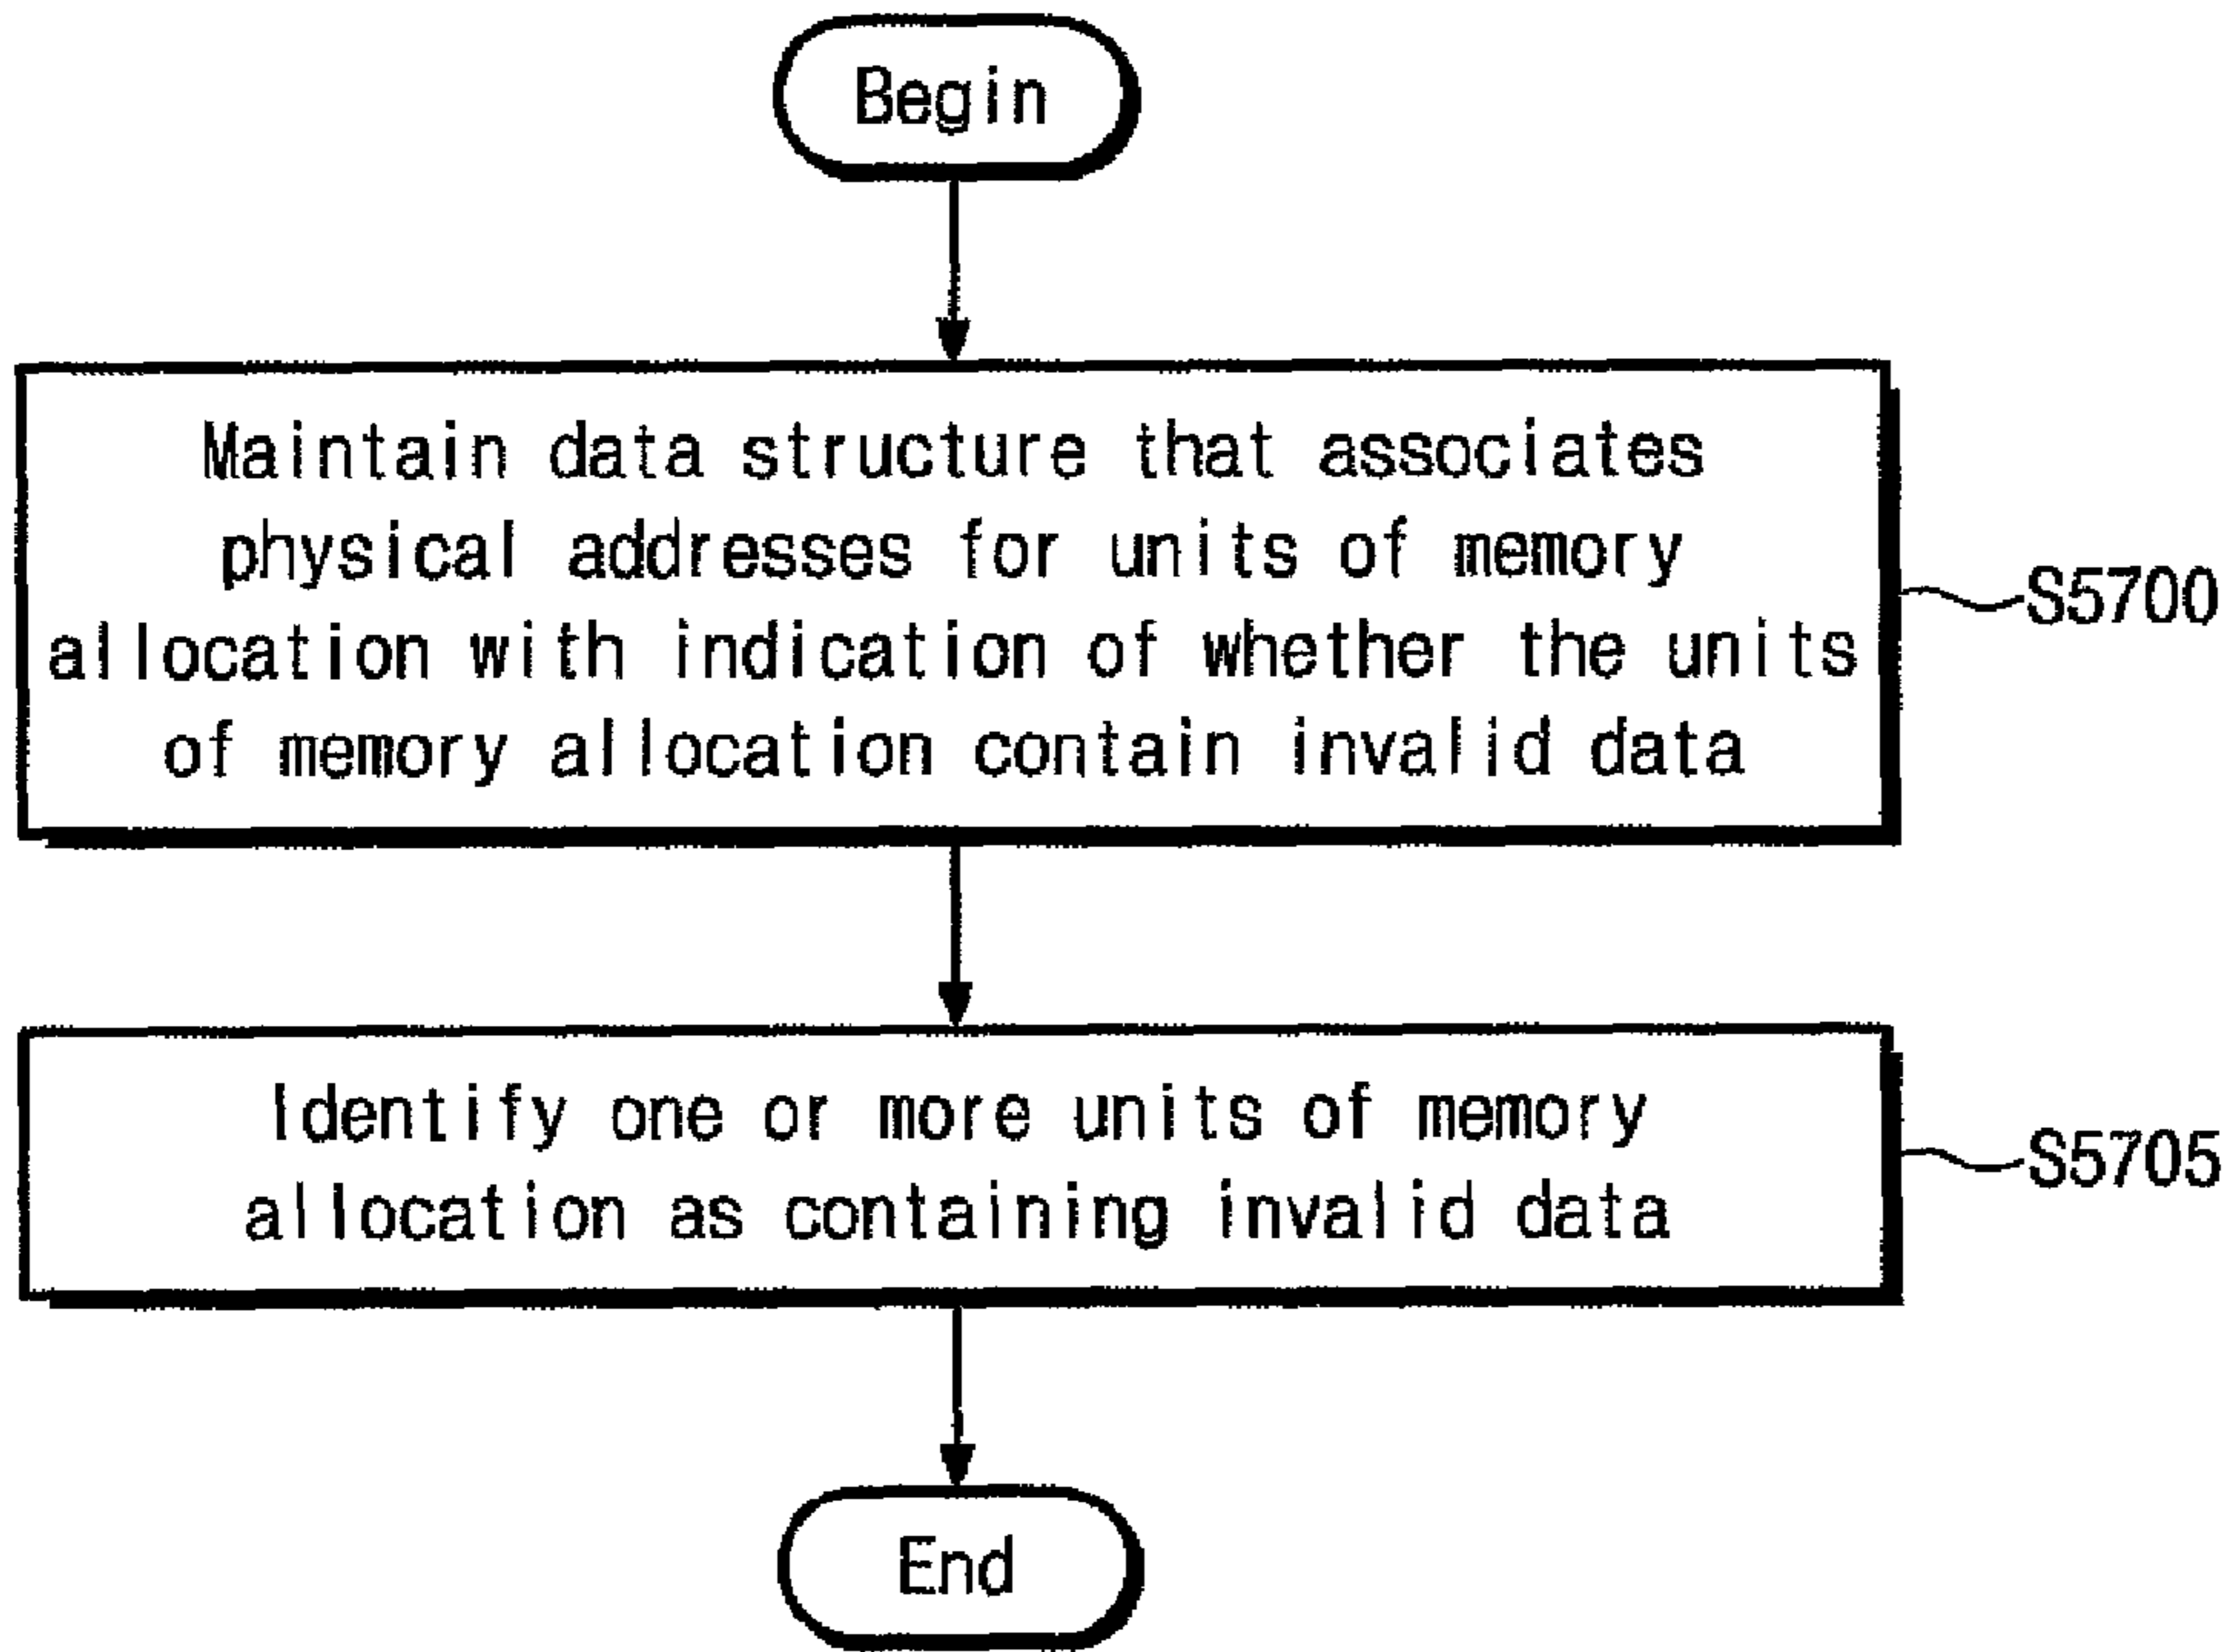 Begin
Maintain data structure that associates
physical addresses for units of memory
allocation with indication of whether the units
of memory allocation contain invalid data
S5700
Identify one or more units of memory
allocation as containing invalid data
S5705
End